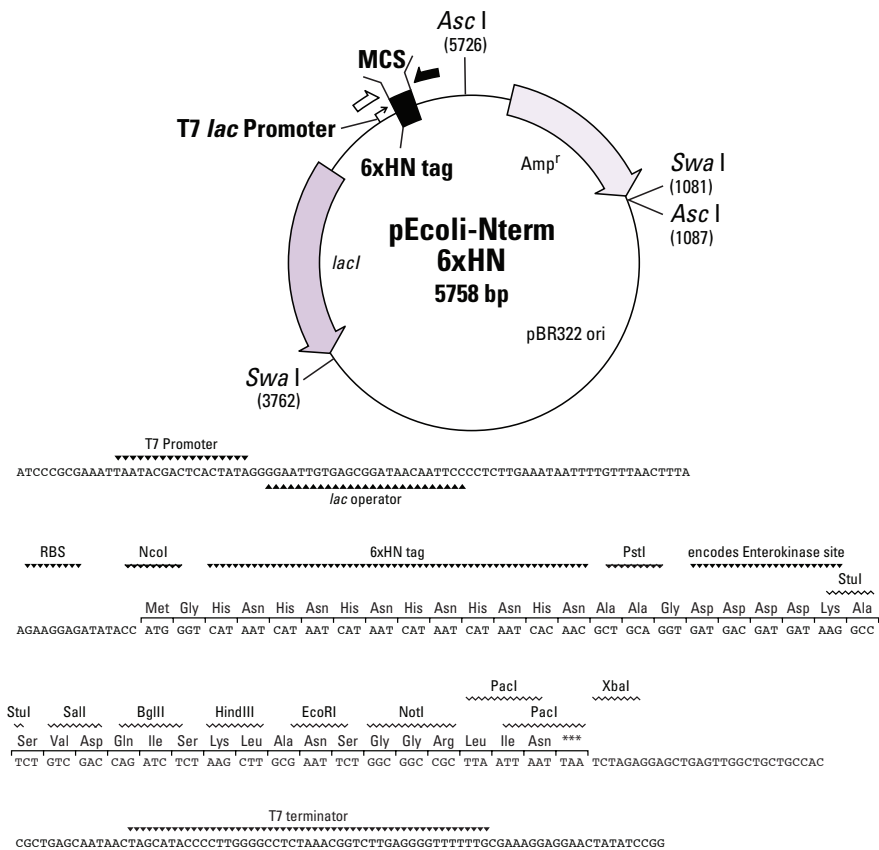 Asc I
(5726)
MCS
T7 lac Promoter
6xHN tag
Ampʳ
Swa I
(1081)
Asc I
(1087)
pEcoli-Nterm
6xHN
5758 bp
lacI
pBR322 ori
Swa I
(3762)
T7 Promoter
ATCCCGCGAAATTAATACGACTCACTATAGGGGAATTGTGAGCGGATAACAATTCCCCTCTTGAAATAATTTTGTTTAACTTTA
lac operator
RBS NcoI 6xHN tag PstI encodes Enterokinase site
StuI
Met Gly His Asn His Asn His Asn His Asn His Asn His Asn Ala Ala Gly Asp Asp Asp Asp Lys Ala
AGAAGGAGATATACC ATG GGT CAT AAT CAT AAT CAT AAT CAT AAT CAT AAT CAC AAC GCT GCA GGT GAT GAC GAT GAT AAG GCC
PacI XbaI
StuI SalI BglII HindIII EcoRI NotI PacI
Ser Val Asp Gln Ile Ser Lys Leu Ala Asn Ser Gly Gly Arg Leu Ile Asn ***
TCT GTC GAC CAG ATC TCT AAG CTT GCG AAT TCT GGC GGC CGC TTA ATT AAT TAA TCTAGAGGAGCTGAGTTGGCTGCTGCCAC
T7 terminator
CGCTGAGCAATAACTAGCATACCCCTTGGGGCCTCTAAACGGTCTTGAGGGGTTTTTTGCGAAAGGAGGAACTATATCCGG